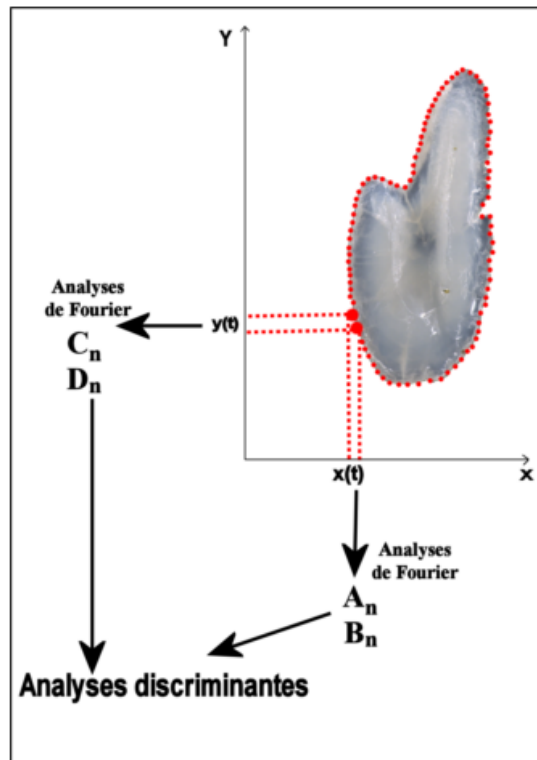 Y
Analyses
de Fourier
y(t)
Cn
Dn
x(t)
x
Analyses
de Fourier
An
Bn
Analyses discriminantes